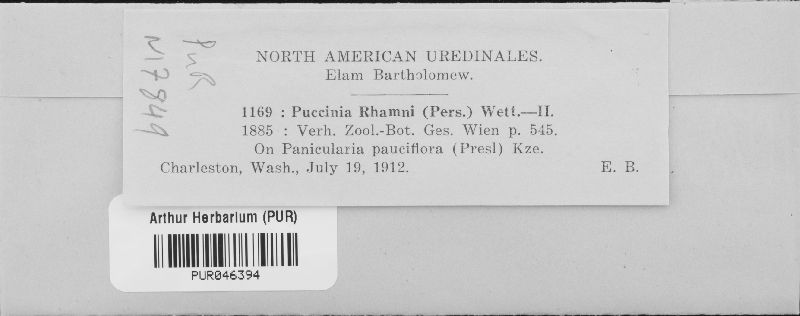 PUR
N17849
NORTH AMERICAN UREDINALES.
Elam Bartholomew.
1169 : Puccinia Rhamni (Pers.) Wett.—II.
1885 : Verh. Zool.-Bot. Ges. Wien p. 545.
On Panicularia pauciflora (Presl) Kze.
Charleston, Wash., July 19, 1912. E. B.
Arthur Herbarium (PUR)
PUR046394